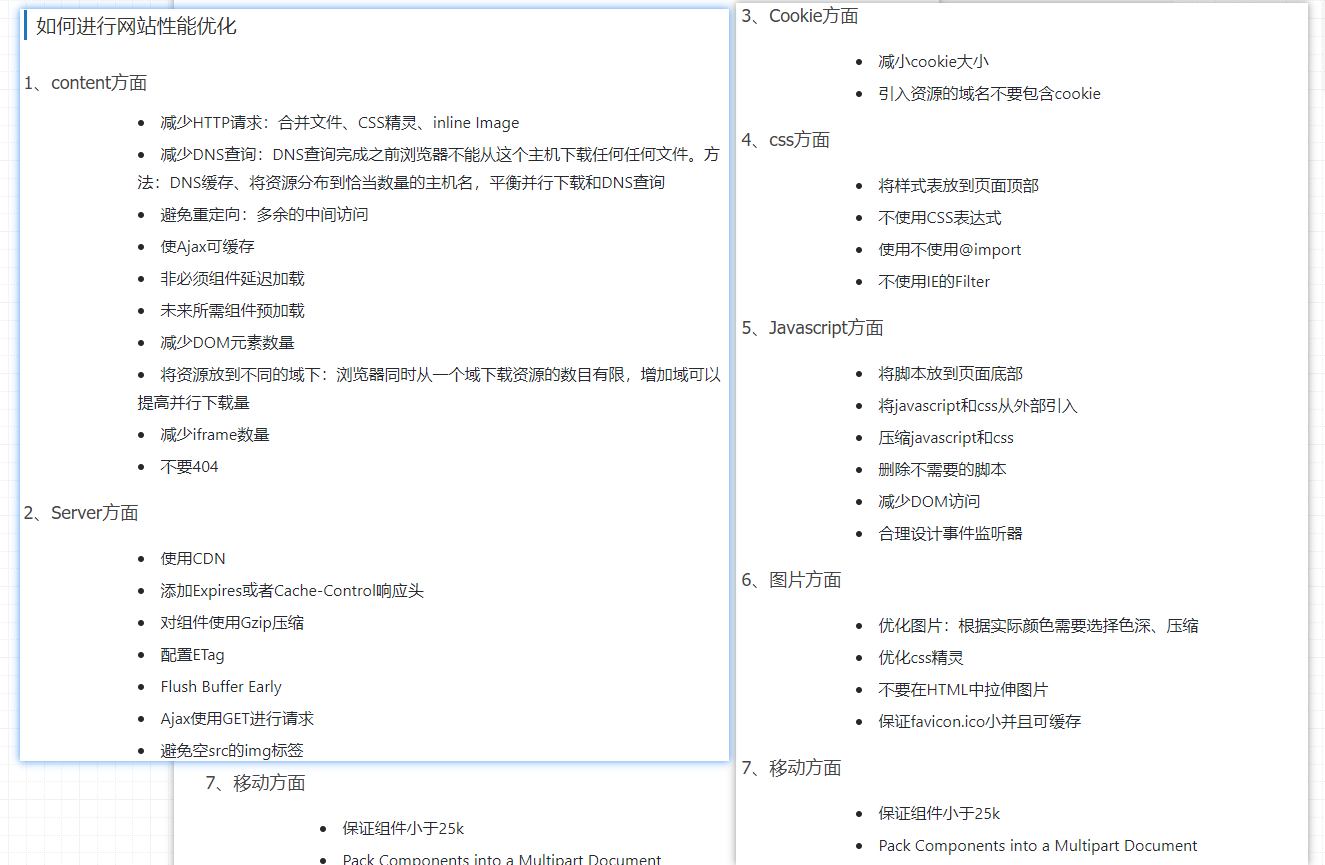 如何进行网站性能优化
1、content方面
减少HTTP请求：合并文件、CSS精灵、inline Image
减少DNS查询：DNS查询完成之前浏览器不能从这个主机下载任何任何文件。方
法：DNS缓存、将资源分布到恰当数量的主机名，平衡并行下载和DNS查询
避免重定向：多余的中间访问
使Ajax可缓存
非必须组件延迟加载
未来所需组件预加载
减少DOM元素数量
将资源放到不同的域下：浏览器同时从一个域下载资源的数目有限，增加域可以
提高并行下载量
减少iframe数量
不要404
2、Server方面
使用CDN
添加Expires或者Cache-Control响应头
对组件使用Gzip压缩
配置ETag
Flush Buffer Early
Ajax使用GET进行请求
避免空src的img标签
7、移动方面
保证组件小于25k
Pack Components into a Multipart Document
3、Cookie方面
减小cookie大小
引入资源的域名不要包含cookie
4、css方面
将样式表放到页面顶部
不使用CSS表达式
使用不使用@import
不使用IE的Filter
5、Javascript方面
将脚本放到页面底部
将javascript和css从外部引入
压缩javascript和css
删除不需要的脚本
减少DOM访问
合理设计事件监听器
6、图片方面
优化图片：根据实际颜色需要选择色深、压缩
优化css精灵
不要在HTML中拉伸图片
保证favicon.ico小并且可缓存
7、移动方面
保证组件小于25k
Pack Components into a Multipart Document